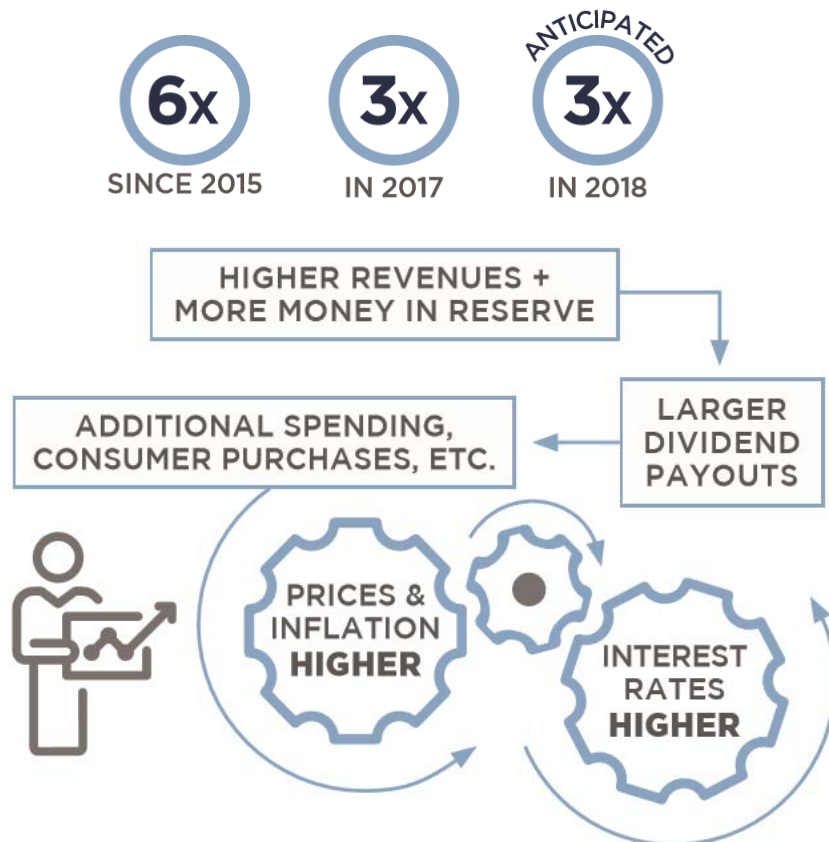 6X
SINCE 2015
3X
IN 2017
ANTICIPATED
3X
IN 2018
HIGHER REVENUES +
MORE MONEY IN RESERVE
LARGER
DIVIDEND
PAYOUTS
ADDITIONAL SPENDING,
CONSUMER PURCHASES, ETC.
PRICES &
INFLATION
HIGHER
INTEREST
RATES
HIGHER